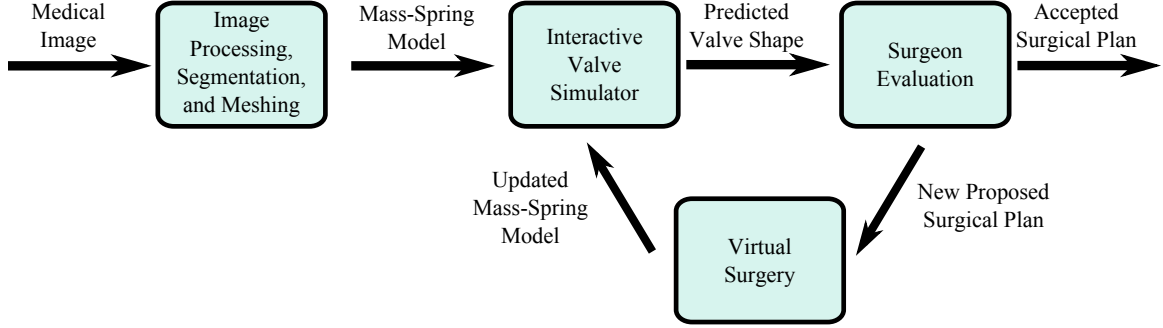 Medical
Image
Image
Processing,
Segmentation,
and Meshing
Mass-Spring
Model
Interactive
Valve
Simulator
Predicted
Valve Shape
Surgeon
Evaluation
Accepted
Surgical Plan
New Proposed
Surgical Plan
Virtual
Surgery
Updated
Mass-Spring
Model